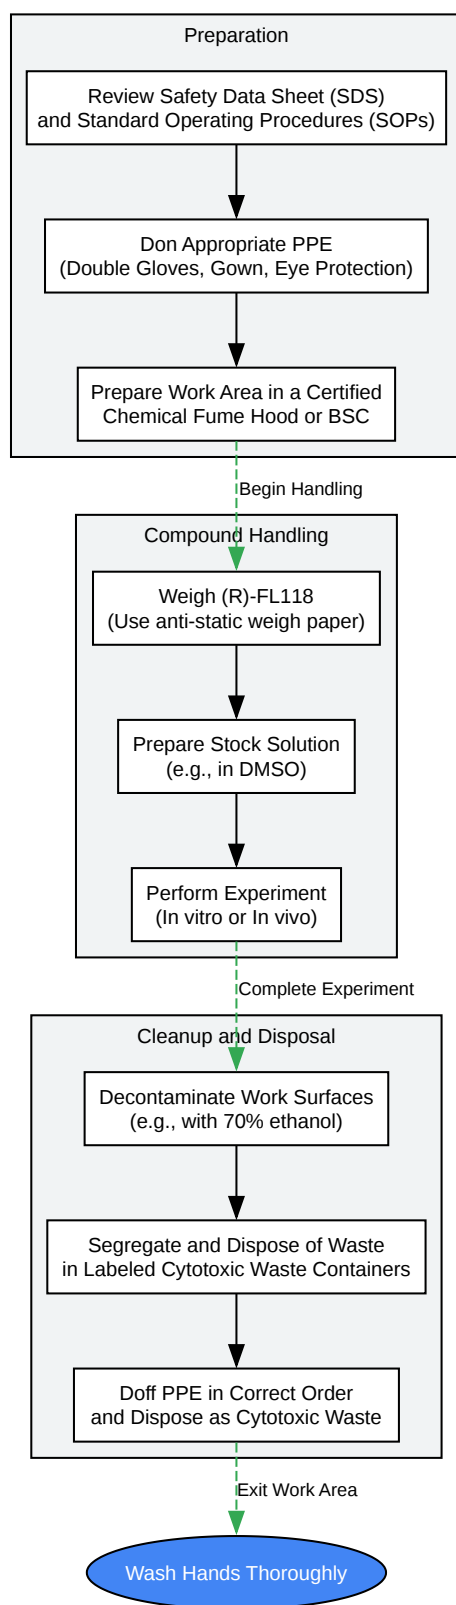 Preparation
Review Safety Data Sheet (SDS)
and Standard Operating Procedures (SOPs)
Don Appropriate PPE
(Double Gloves, Gown, Eye Protection)
Prepare Work Area in a Certified
Chemical Fume Hood or BSC
Begin Handling
Compound Handling
Weigh (R)-FL118
(Use anti-static weigh paper)
Prepare Stock Solution
(e.g., in DMSO)
Perform Experiment
(In vitro or In vivo)
Complete Experiment
Cleanup and Disposal
Decontaminate Work Surfaces
(e.g., with 70% ethanol)
Segregate and Dispose of Waste
in Labeled Cytotoxic Waste Containers
Doff PPE in Correct Order
and Dispose as Cytotoxic Waste
Exit Work Area
Wash Hands Thoroughly